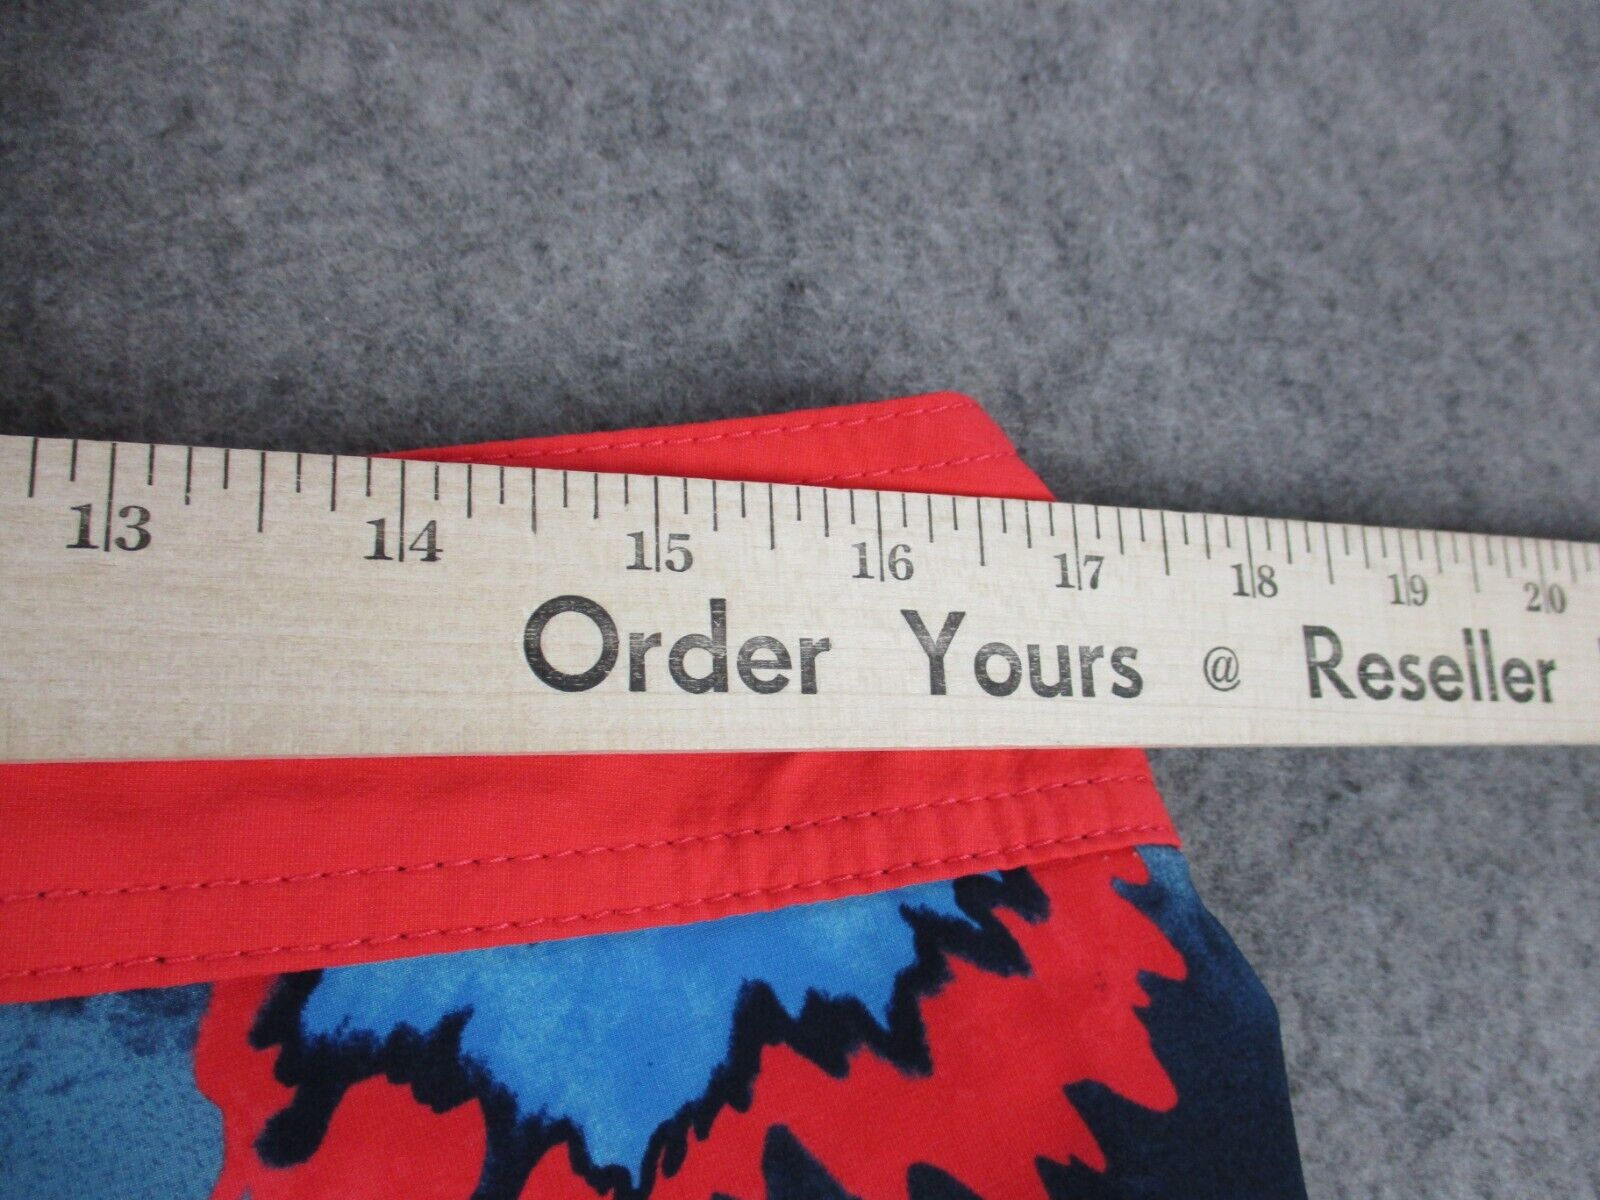 13 14 15 16 17 18 19 20
Order Yours @ Reseller